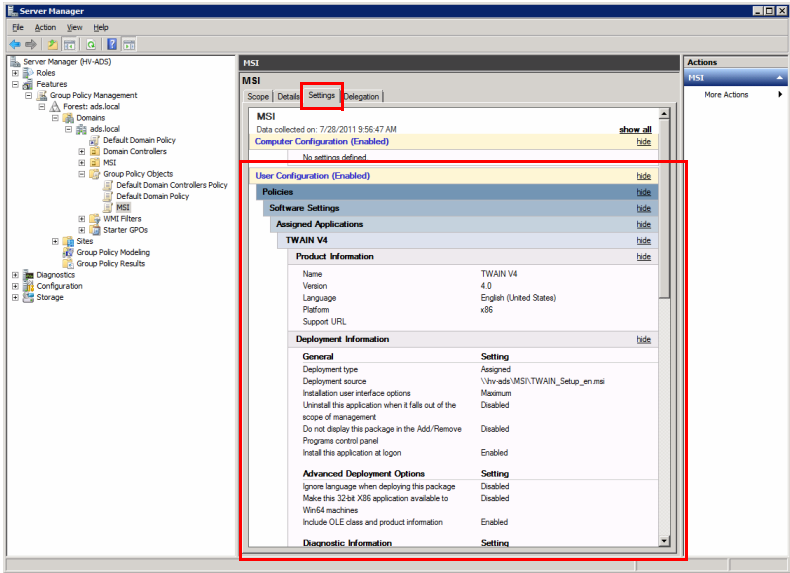 Server Manager
File Action View Help
Server Manager (HV-ADS)
Roles
Features
Group Policy Management
Forest: ads.local
Domains
ads.local
Default Domain Policy
Domain Controllers
MSI
Group Policy Objects
Default Domain Controllers Policy
Default Domain Policy
MSI
WMI Filters
Starter GPOs
Sites
Group Policy Modeling
Group Policy Results
Diagnostics
Configuration
Storage
MSI
MSI
Scope Details Settings Delegation
MSI
Data collected on: 7/28/2011 9:56:47 AM show all
Computer Configuration (Enabled) hide
No settings defined.
User Configuration (Enabled) hide
Policies hide
Software Settings hide
Assigned Applications hide
TWAIN V4 hide
Product Information hide
Name TWAIN V4
Version 4.0
Language English (United States)
Platform x86
Support URL
Deployment Information hide
General Setting
Deployment type Assigned
Deployment source \\hv-ads\MSI\TWAIN_Setup_en.msi
Installation user interface options Maximum
Uninstall this application when it falls out of the Disabled
scope of management
Do not display this package in the Add/Remove Disabled
Programs control panel
Install this application at logon Enabled
Advanced Deployment Options Setting
Ignore language when deploying this package Disabled
Make this 32-bit X86 application available to Disabled
Win64 machines
Include OLE class and product information Enabled
Diagnostic Information Setting
Actions
MSI
More Actions